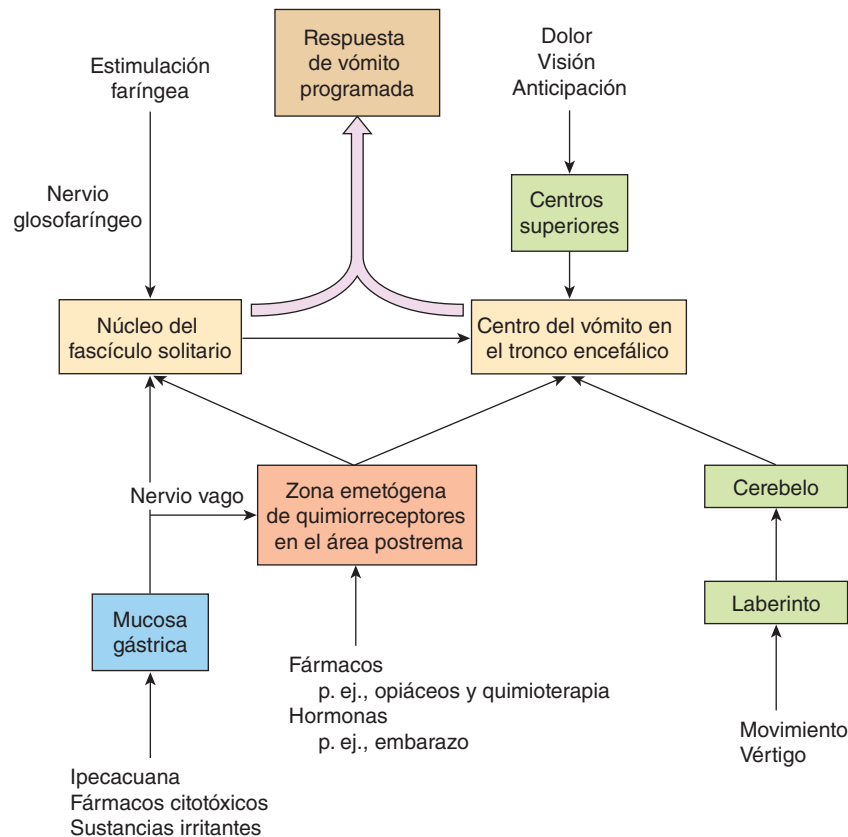 Respuesta
de vómito
programada
Estimulación
faríngea
Dolor
Visión
Anticipación
Nervio
glosofaríngeo
Centros
superiores
Núcleo del
fascículo solitario
Centro del vómito en
el tronco encefálico
Nervio vago
Zona emetógena
de quimiorreceptores
en el área postrema
Cerebelo
Mucosa
gástrica
Laberinto
Fármacos
p. ej., opiáceos y quimioterapia
Hormonas
p. ej., embarazo
Movimiento
Vértigo
Ipecacuana
Fármacos citotóxicos
Sustancias irritantes